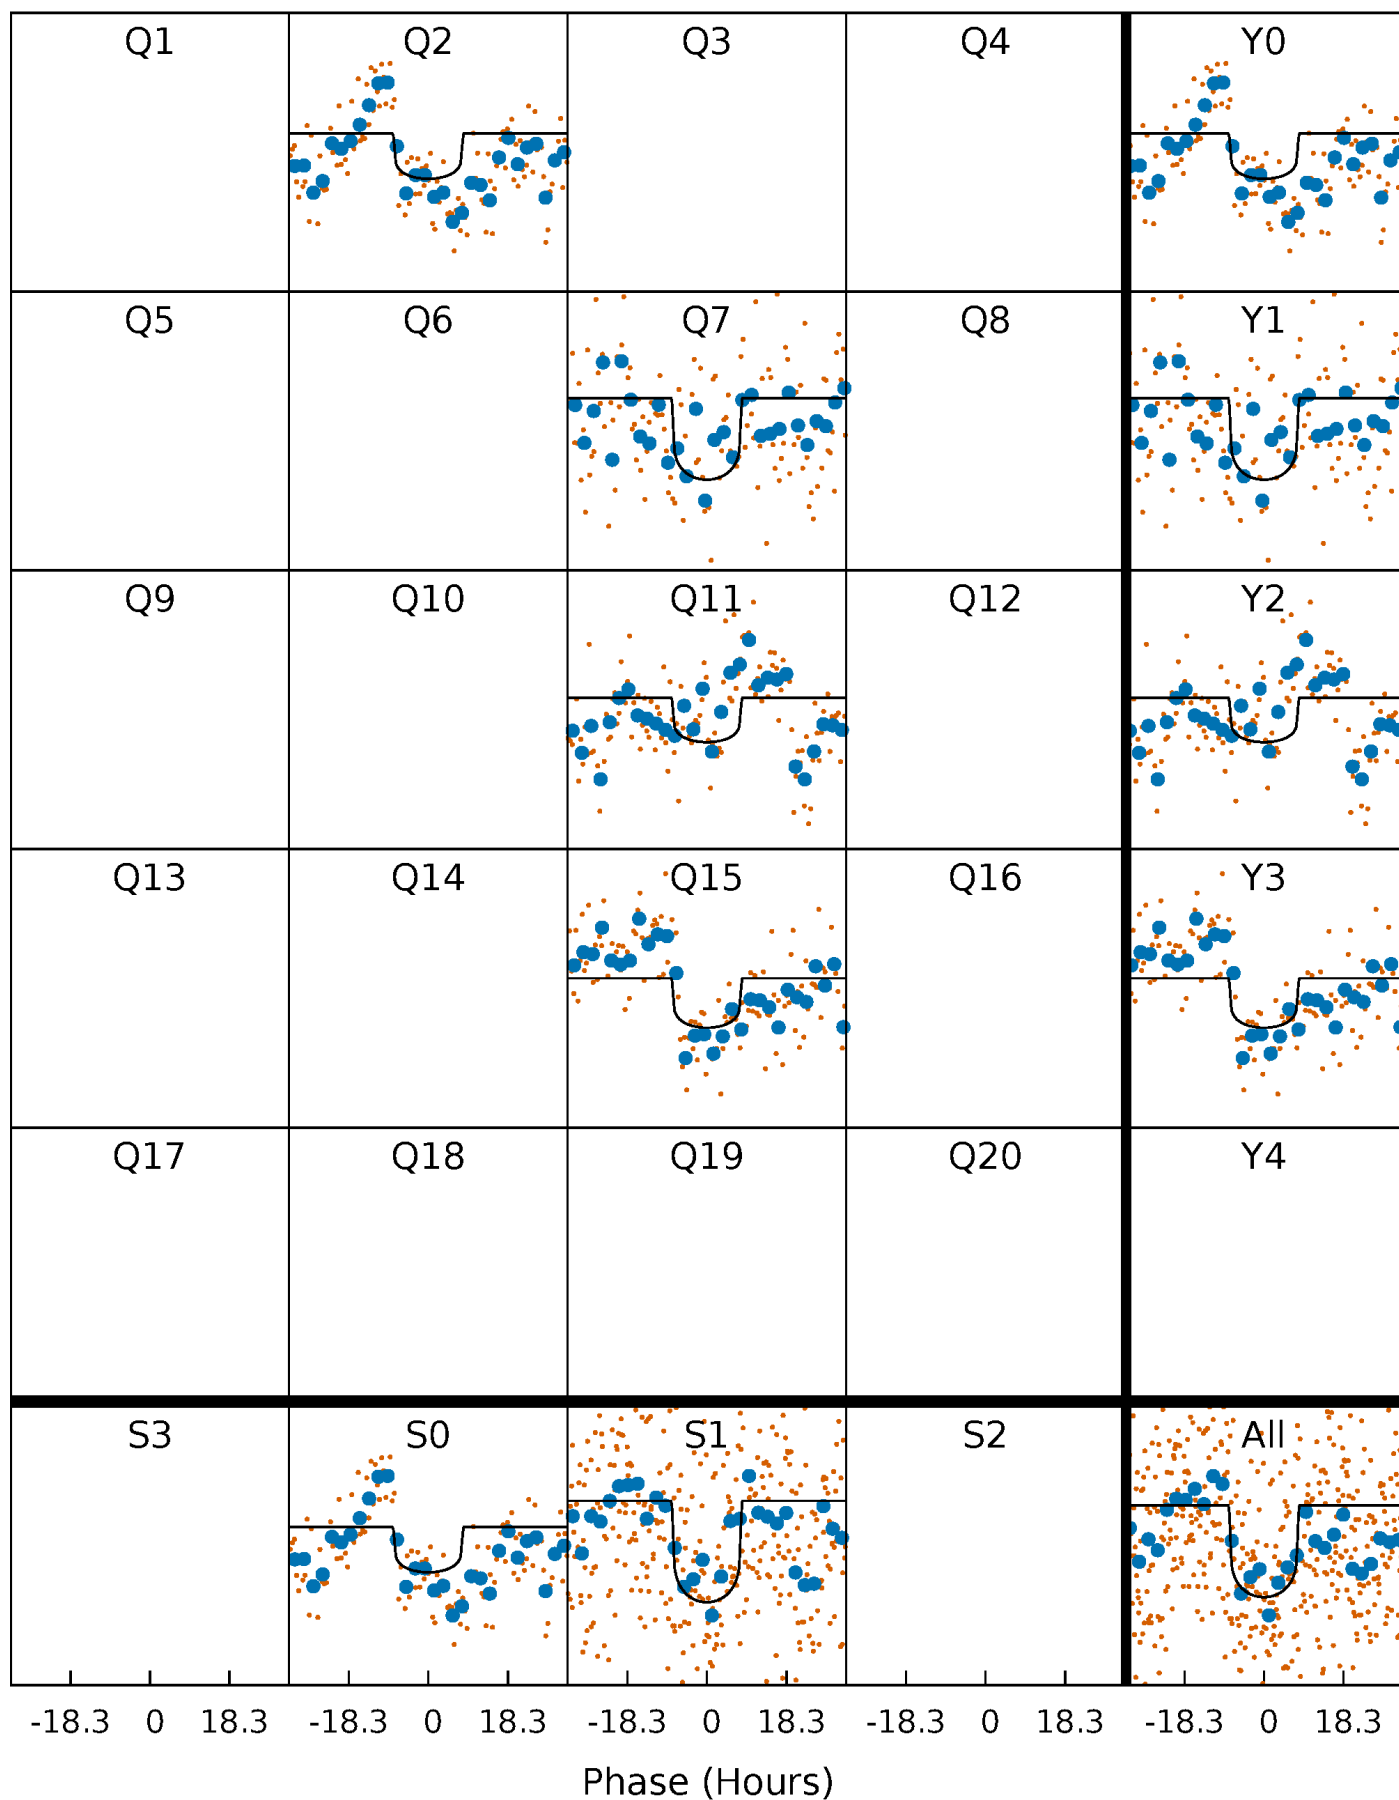 Q1 Q2 Q3 Q4 Y0
Q5 Q6 Q7 Q8 Y1
Q9 Q10 Q11 Q12 Y2
Q13 Q14 Q15 Q16 Y3
Q17 Q18 Q19 Q20 Y4
S3 S0 S1 S2 All
-18.3 0 18.3 -18.3 0 18.3 -18.3 0 18.3 -18.3 0 18.3 -18.3 0 18.3
Phase (Hours)